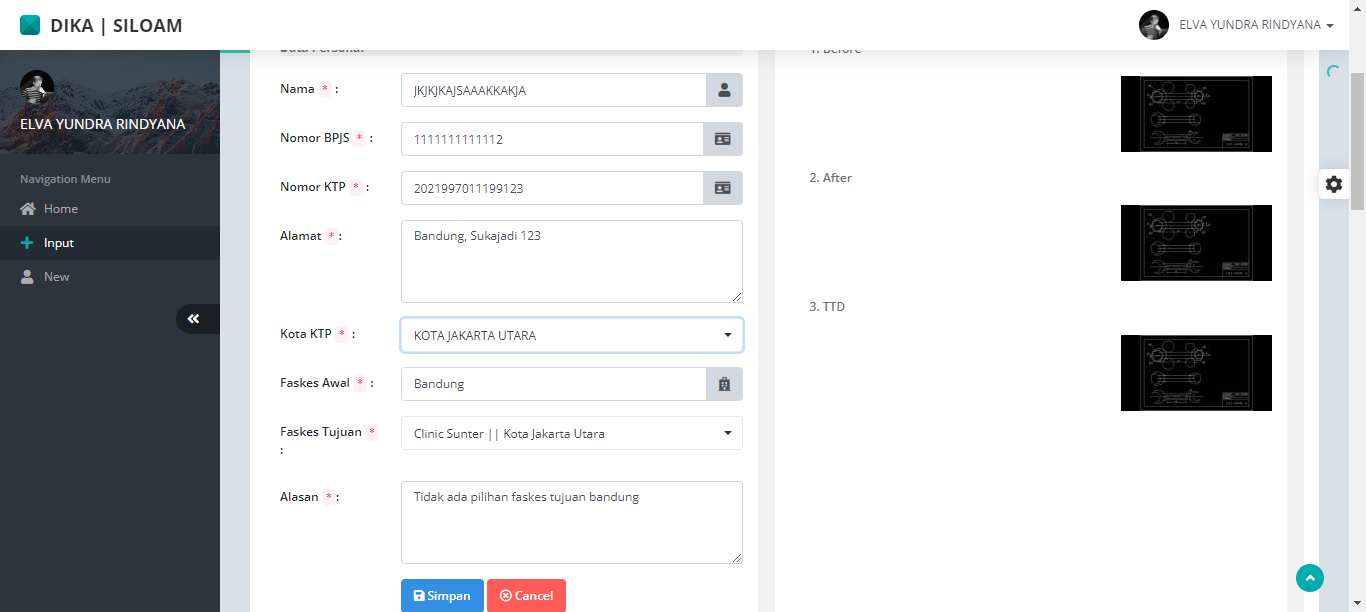 DIKA | SILOAM
ELVA YUNDRA RINDYANA
ELVA YUNDRA RINDYANA
Navigation Menu
Home
Input
New
Data Personal
Nama * :
JKJKJKAJSAAAKKAKJA
Nomor BPJS * :
1111111111112
Nomor KTP * :
2021997011199123
Alamat * :
Bandung, Sukajadi 123
Kota KTP * :
KOTA JAKARTA UTARA
Faskes Awal * :
Bandung
Faskes Tujuan *
:
Clinic Sunter || Kota Jakarta Utara
Alasan * :
Tidak ada pilihan faskes tujuan bandung
Simpan
Cancel
1. Before
2. After
3. TTD